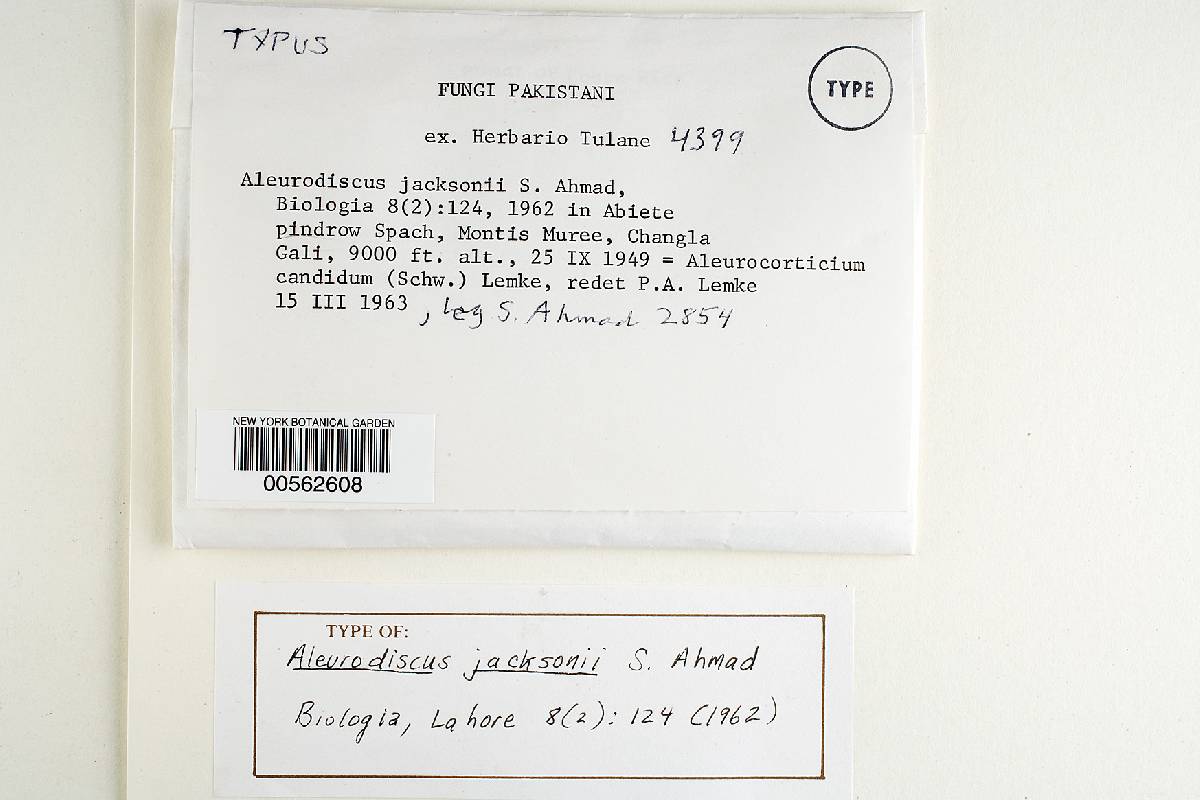 TYPUS
TYPE
FUNGI PAKISTANI
ex. Herbario Tulane 4399
Aleurodiscus jacksonii S. Ahmad,
Biologia 8(2):124, 1962 in Abiete
pindrow Spach, Montis Muree, Changla
Gali, 9000 ft. alt., 25 IX 1949 = Aleurocorticium
candidum (Schw.) Lemke, redet P.A. Lemke
15 III 1963, leg S. Ahmad 2854
NEW YORK BOTANICAL GARDEN
00562608
TYPE OF:
Aleurodiscus jacksonii S. Ahmad
Biologia, Lahore 8(2): 124 (1962)